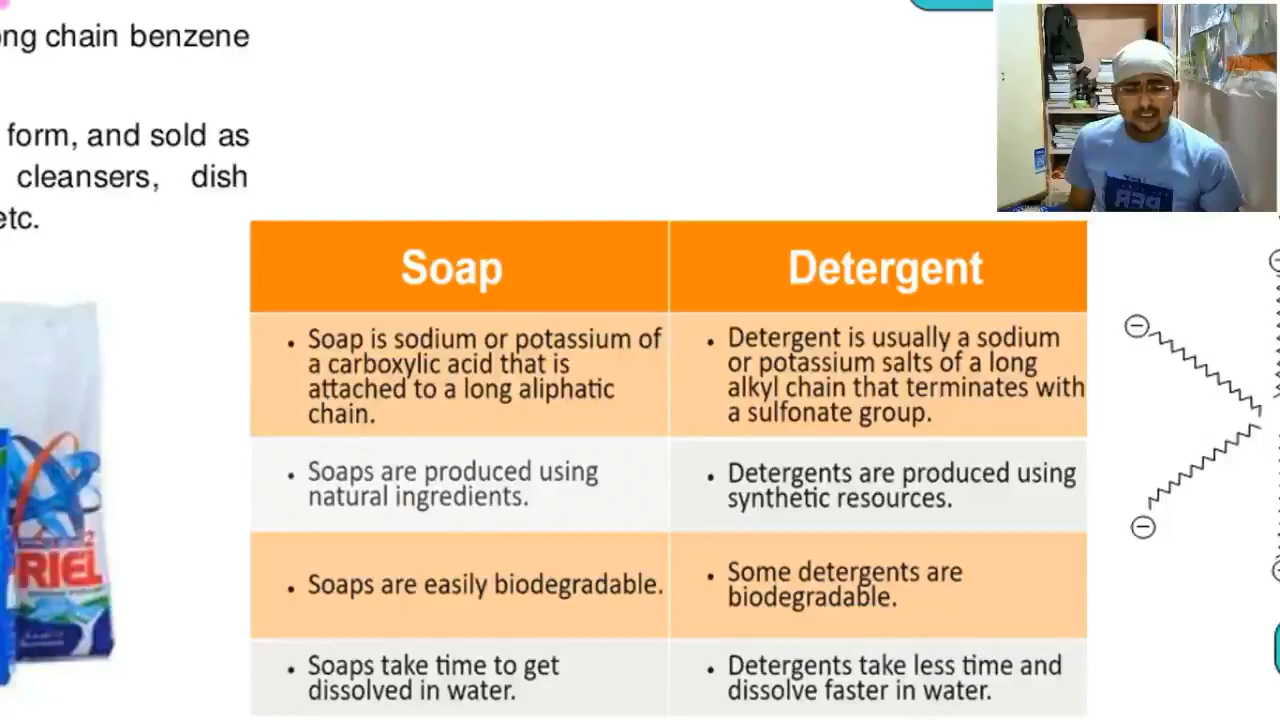 ong chain benzene
form, and sold as
cleansers, dish
etc.
RIEL
Soap
Detergent
• Soap is sodium or potassium of
a carboxylic acid that is
attached to a long aliphatic
chain.
• Detergent is usually a sodium
or potassium salts of a long
alkyl chain that terminates with
a sulfonate group.
• Soaps are produced using
natural ingredients.
• Detergents are produced using
synthetic resources.
• Soaps are easily biodegradable.
• Some detergents are
biodegradable.
• Soaps take time to get
dissolved in water.
• Detergents take less time and
dissolve faster in water.